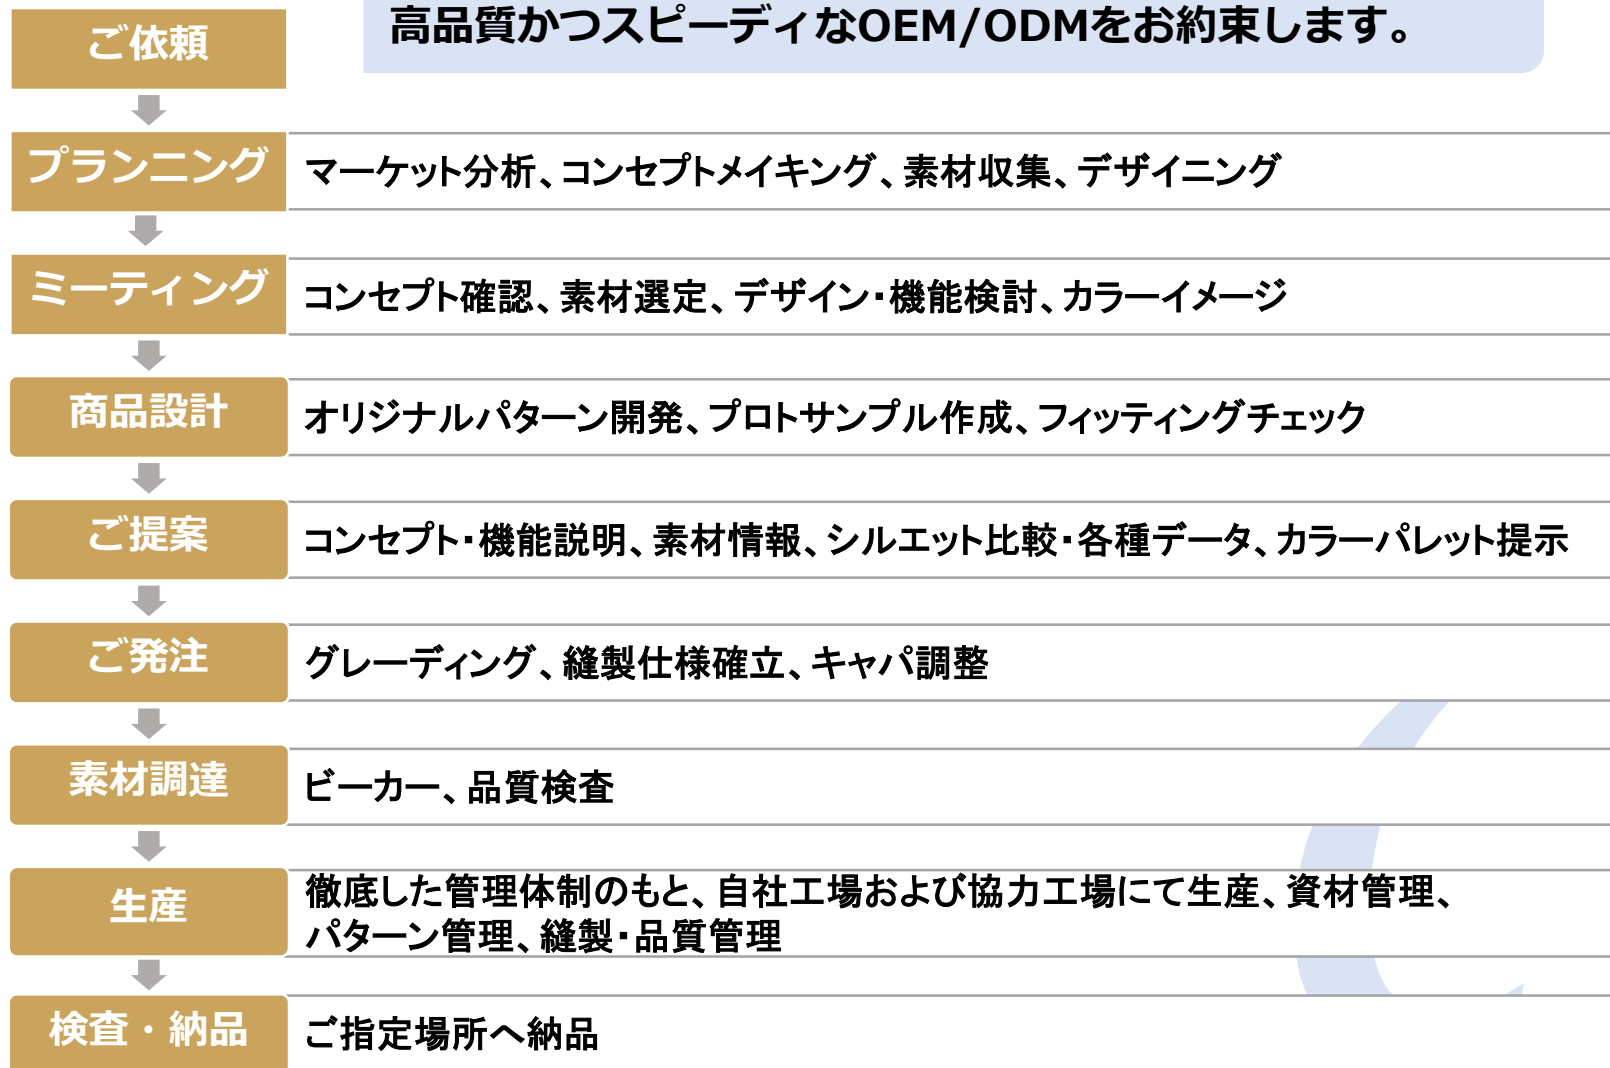 高品質かつスピーディなOEM/ODMをお約束します。
ご依頼
プランニング
マーケット分析、コンセプトメイキング、素材収集、デザイニング
ミーティング
コンセプト確認、素材選定、デザイン・機能検討、カラーイメージ
商品設計
オリジナルパターン開発、プロトサンプル作成、フィッティングチェック
ご提案
コンセプト・機能説明、素材情報、シルエット比較・各種データ、カラーパレット提示
ご発注
グレーディング、縫製仕様確立、キャパ調整
素材調達
ビーカー、品質検査
生産
徹底した管理体制のもと、自社工場および協力工場にて生産、資材管理、
パターン管理、縫製・品質管理
検査・納品
ご指定場所へ納品